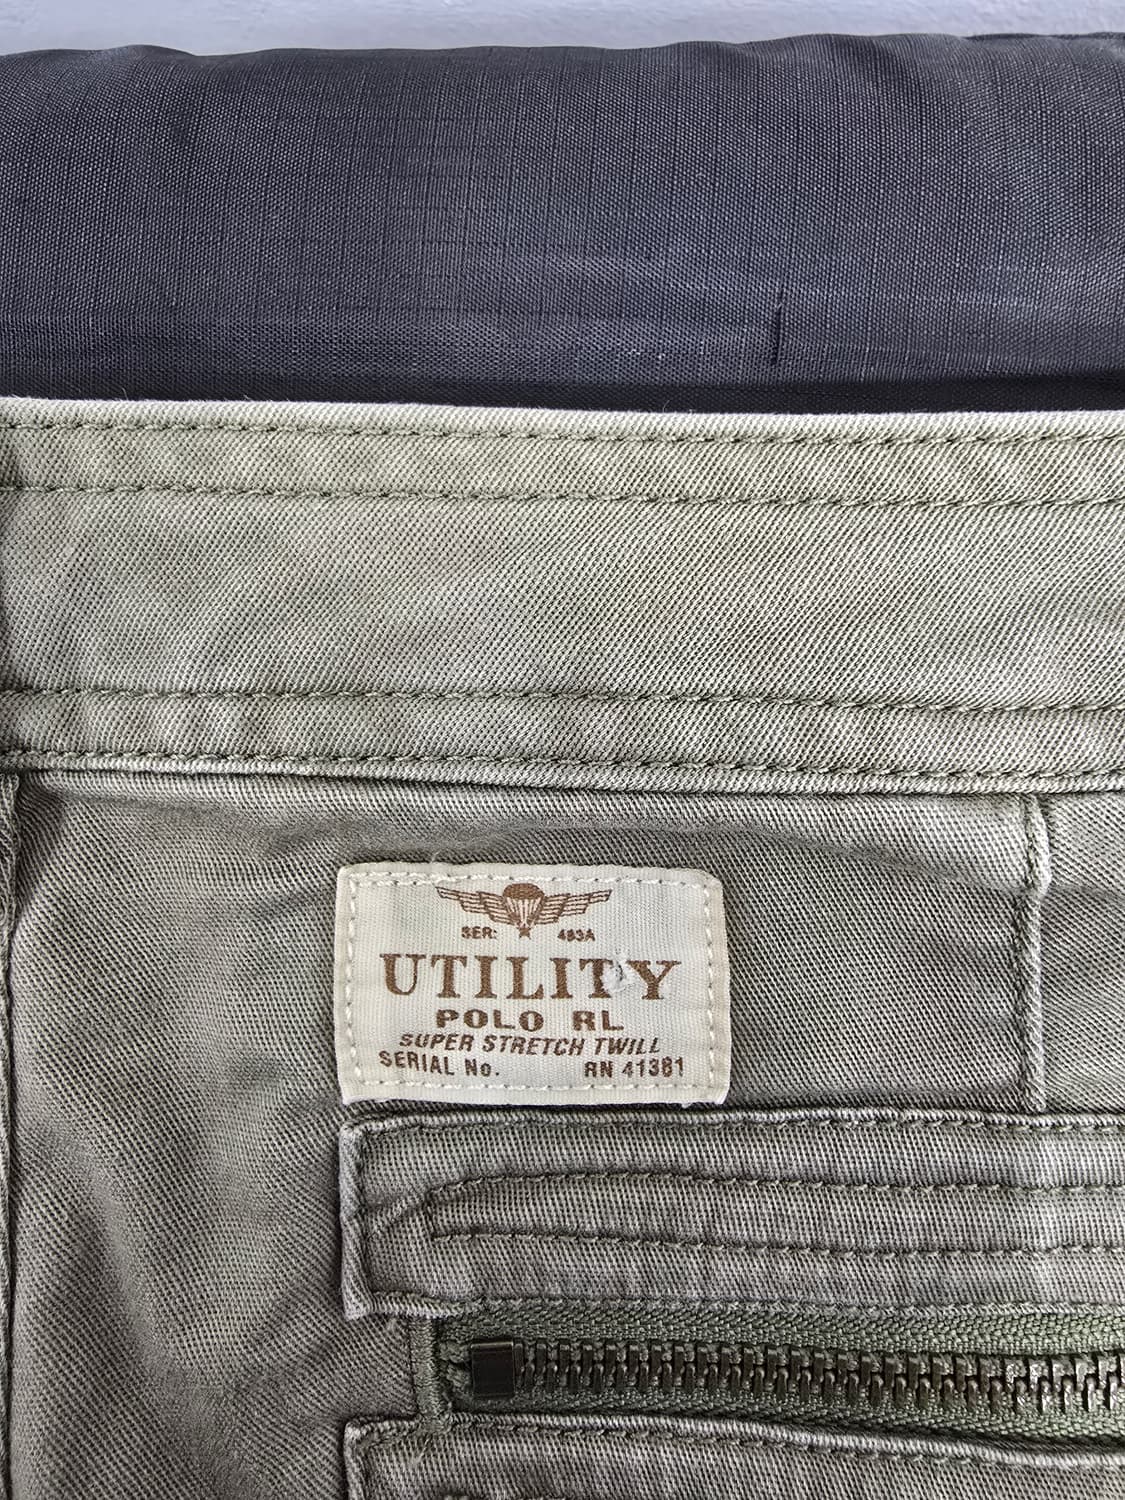 SER: 483A
UTILITY
POLO RL
SUPER STRETCH TWILL
SERIAL No. RN 41381